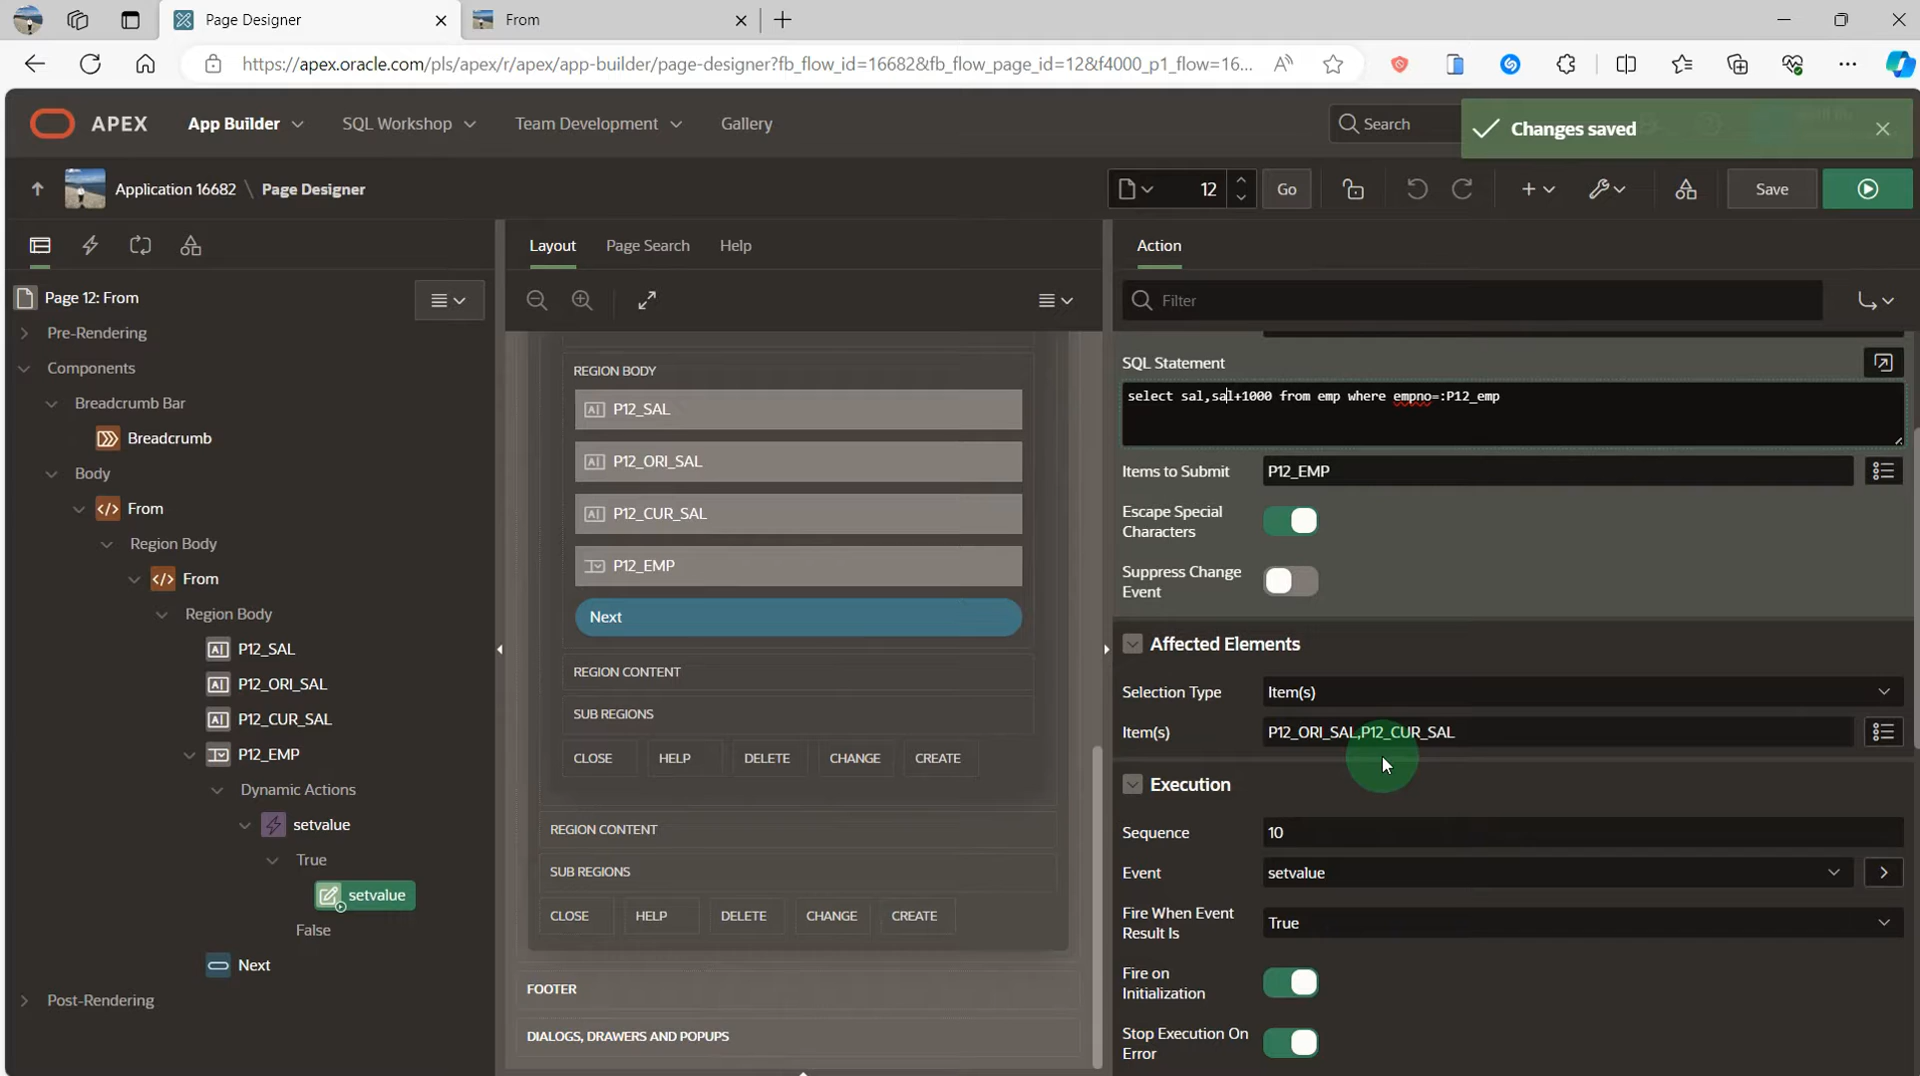 Page Designer
From
https://apex.oracle.com/pls/apex/r/apex/app-builder/page-designer?fb_flow_id=16682&fb_flow_page_id=12&f4000_p1_flow=16...
APEX
App Builder
SQL Workshop
Team Development
Gallery
Search
Changes saved
Application 16682 \ Page Designer
12
Go
Save
Layout
Page Search
Help
Action
Page 12: From
Filter
Pre-Rendering
Components
Breadcrumb Bar
Breadcrumb
Body
From
Region Body
From
Region Body
P12_SAL
P12_ORI_SAL
P12_CUR_SAL
P12_EMP
Dynamic Actions
setvalue
True
setvalue
False
Next
Post-Rendering
REGION BODY
P12_SAL
P12_ORI_SAL
P12_CUR_SAL
P12_EMP
Next
REGION CONTENT
SUB REGIONS
CLOSE HELP DELETE CHANGE CREATE
REGION CONTENT
SUB REGIONS
CLOSE HELP DELETE CHANGE CREATE
FOOTER
DIALOGS, DRAWERS AND POPUPS
SQL Statement
select sal,sal+1000 from emp where empno=:P12_emp
Items to Submit P12_EMP
Escape Special
Characters
Suppress Change
Event
Affected Elements
Selection Type Item(s)
Item(s) P12_ORI_SAL,P12_CUR_SAL
Execution
Sequence 10
Event setvalue
Fire When Event
Result Is
True
Fire on
Initialization
Stop Execution On
Error